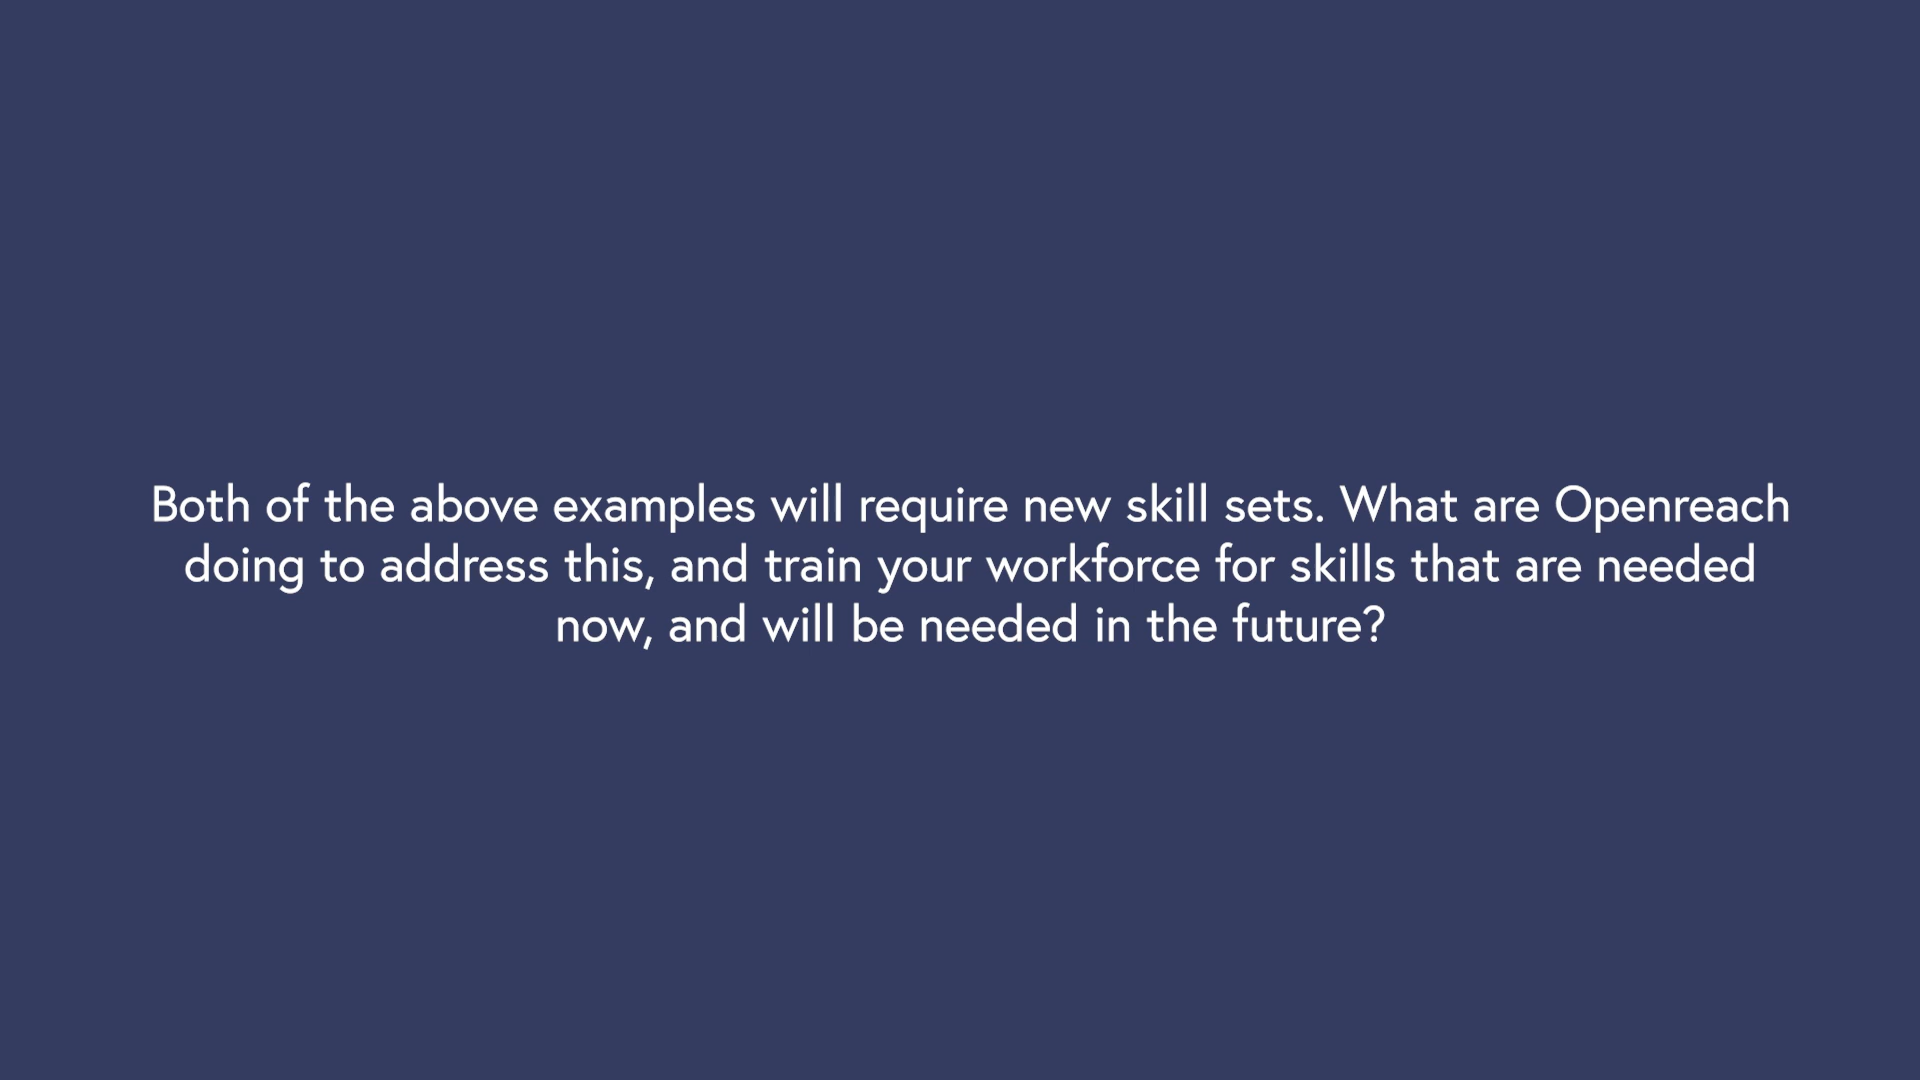 Both of the above examples will require new skill sets. What are Openreach
doing to address this, and train your workforce for skills that are needed
now, and will be needed in the future?